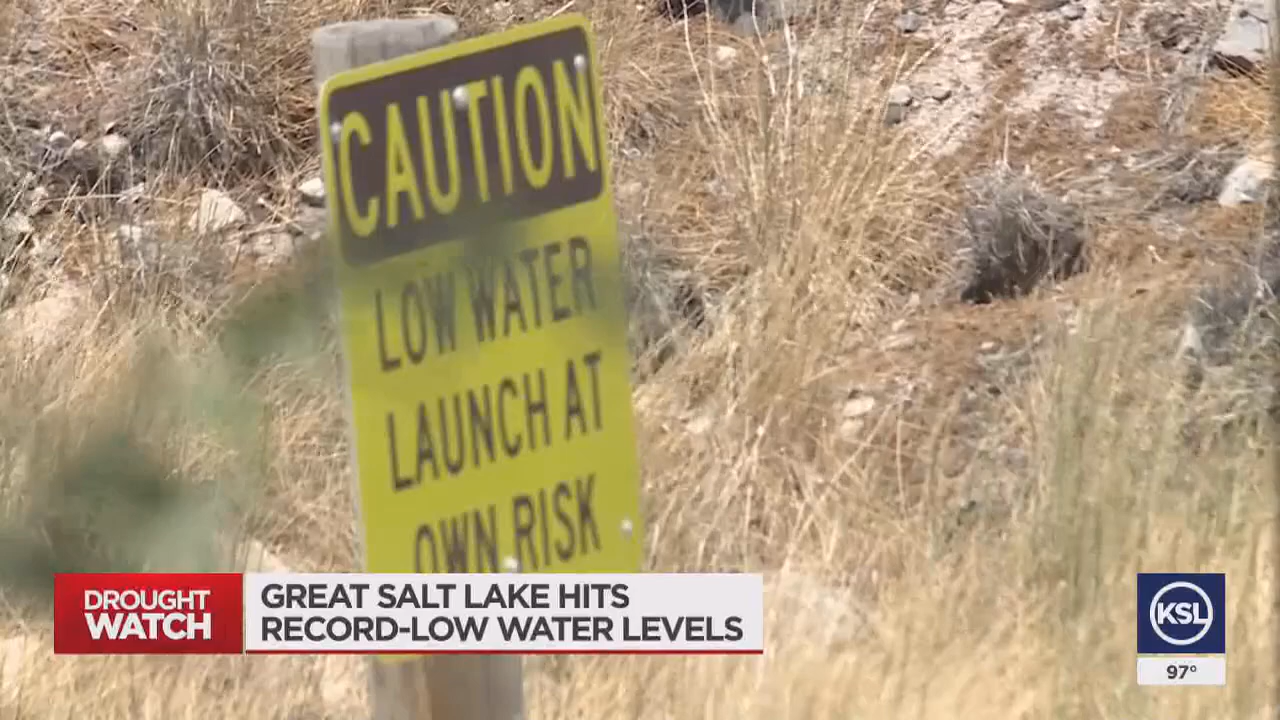 CAUTION
LOW WATER
LAUNCH AT
OWN RISK
DROUGHT
WATCH
GREAT SALT LAKE HITS
RECORD-LOW WATER LEVELS
KSL
97°